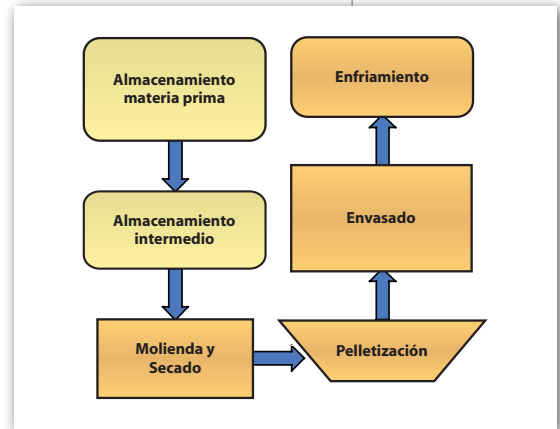 Almacenamiento
materia prima
Almacenamiento
intermedio
Molienda y
Secado
Pelletización
Envasado
Enfriamiento